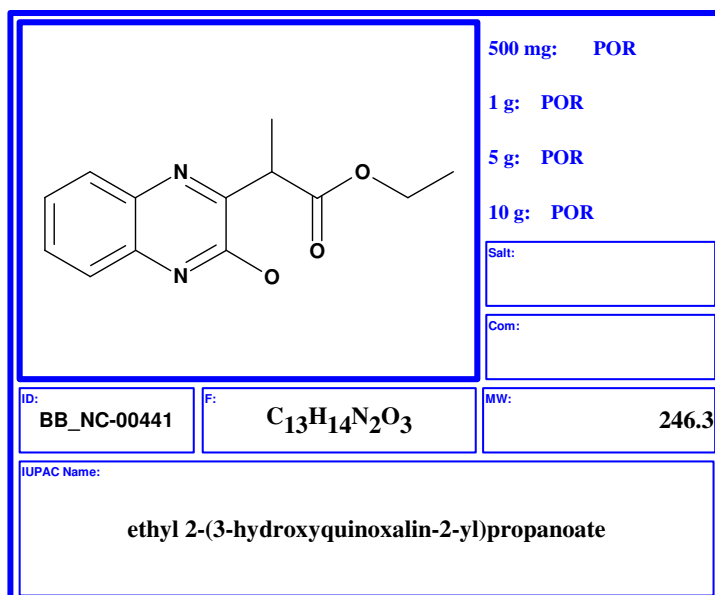 500 mg: POR
1 g: POR
5 g: POR
10 g: POR
N
O
O
N
O
Salt:
Com:
ID:
BB_NC-00441
F:
C13H14N2O3
MW:
246.3
IUPAC Name:
ethyl 2-(3-hydroxyquinoxalin-2-yl)propanoate